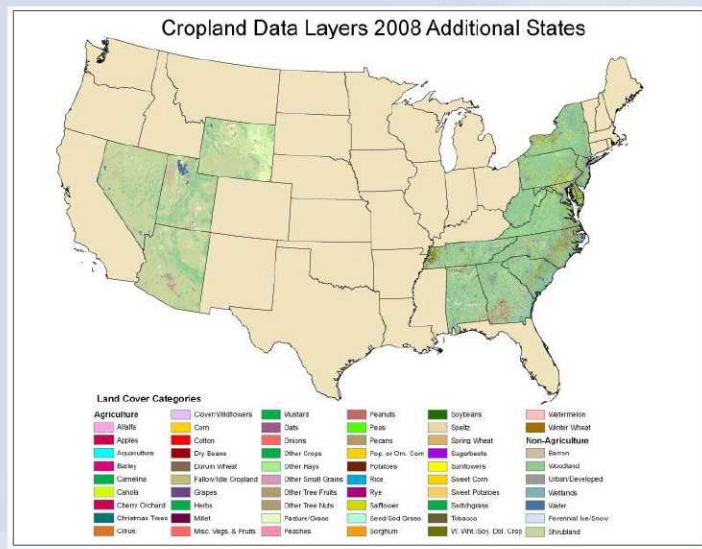 Cropland Data Layers 2008 Additional States
Land Cover Categories
Agriculture
Alfalfa
Apples
Aquaculture
Barley
Camelina
Canola
Cherry Orchard
Christmas Trees
Citrus
Clover/Wildflowers
Corn
Cotton
Dry Beans
Durum Wheat
Fallow/Idle Cropland
Grapes
Herbs
Millet
Misc. Vegs. & Fruits
Mustard
Oats
Onions
Other Crops
Other Hays
Other Small Grains
Other Tree Fruits
Other Tree Nuts
Pasture/Grass
Peaches
Peanuts
Peas
Pecans
Pop. or Orn. Corn
Potatoes
Rice
Rye
Safflower
Seed/Sod Grass
Sorghum
Soybeans
Speltz
Spring Wheat
Sugarbeets
Sunflowers
Sweet Corn
Sweet Potatoes
Switchgrass
Tobacco
W. Wht./Soy. Dbl. Crop
Watermelon
Winter Wheat
Non-Agriculture
Barren
Woodland
Urban/Developed
Wetlands
Water
Perennial Ice/Snow
Shrubland